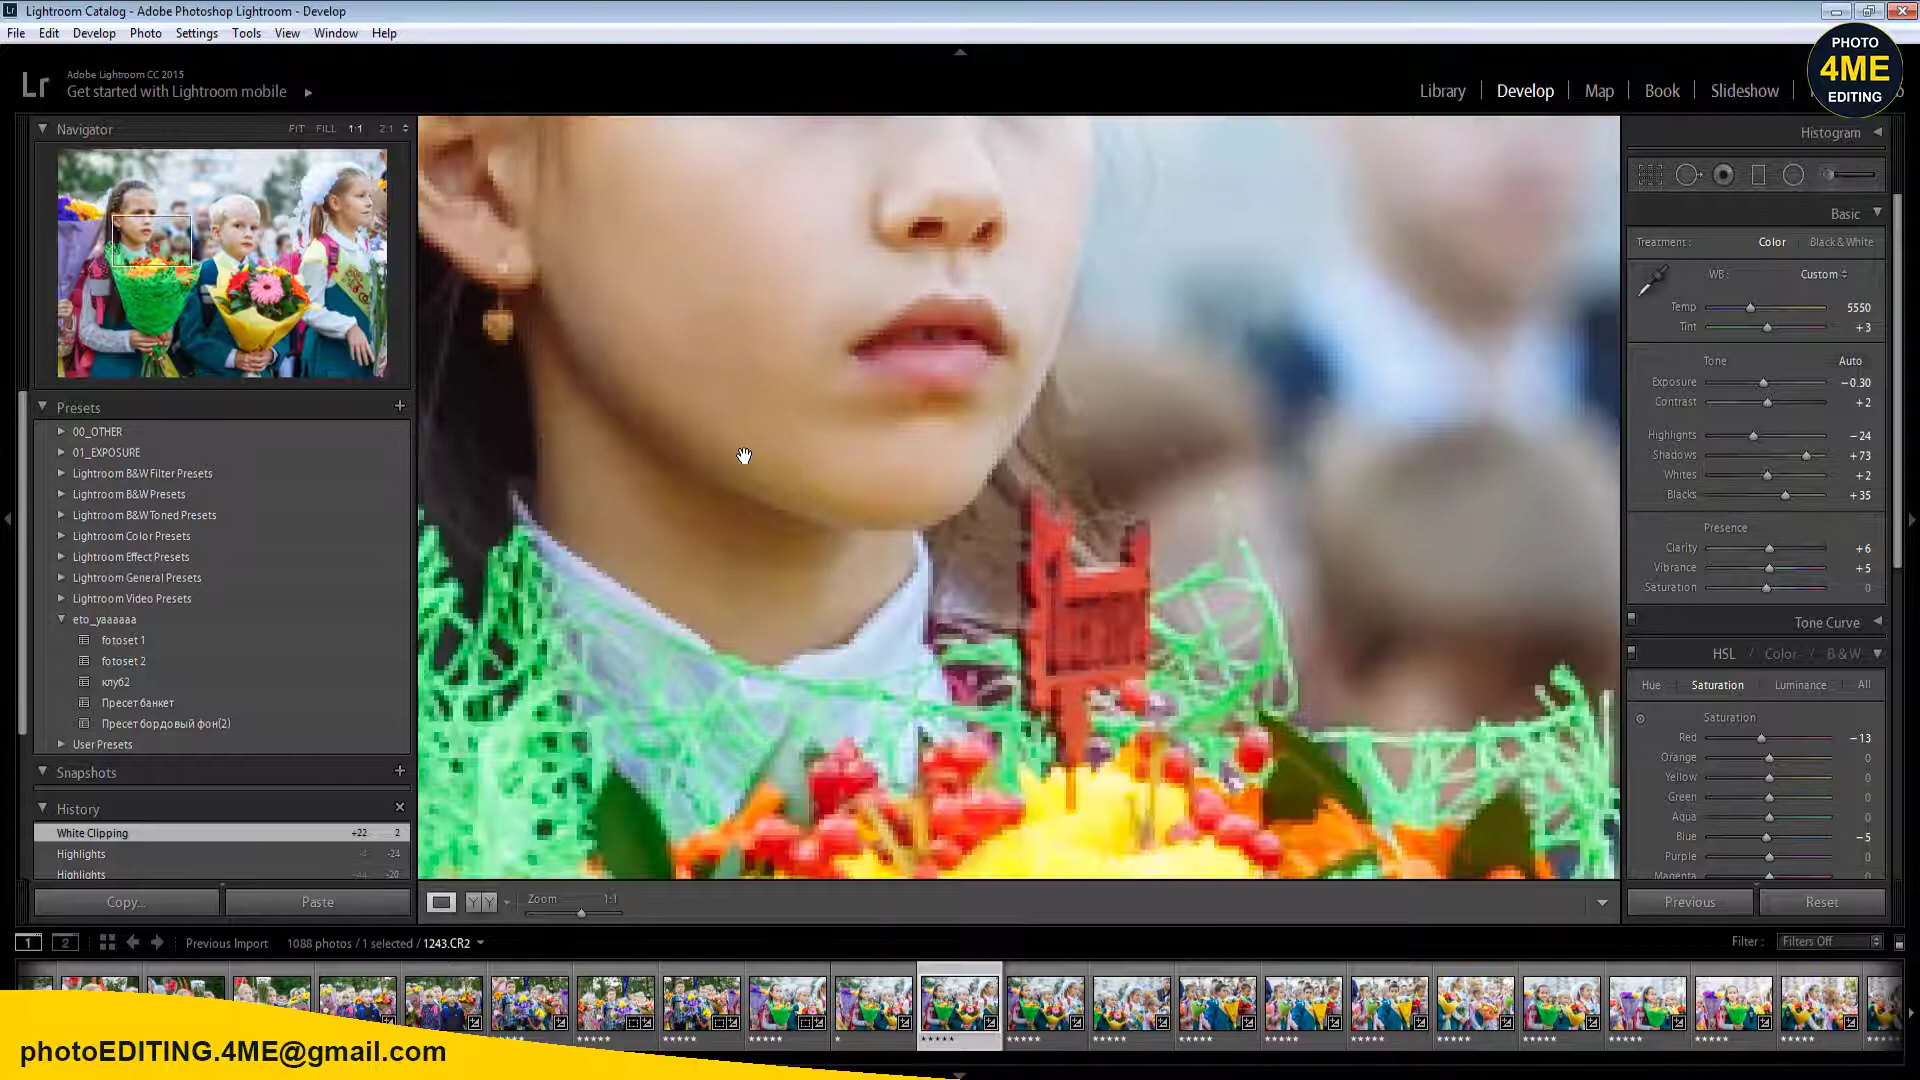 Lr Lightroom Catalog - Adobe Photoshop Lightroom - Develop
File Edit Develop Photo Settings Tools View Window Help
Lr
Adobe Lightroom CC 2015
Get started with Lightroom mobile
Library Develop Map Book Slideshow
PHOTO
4ME
EDITING
Navigator FIT FILL 1:1 2:1
Presets
00_OTHER
01_EXPOSURE
Lightroom B&W Filter Presets
Lightroom B&W Presets
Lightroom B&W Toned Presets
Lightroom Color Presets
Lightroom Effect Presets
Lightroom General Presets
Lightroom Video Presets
eto_yaaaaaa
fotoset 1
fotoset 2
клуб2
Пресет банкет
Пресет бордовый фон(2)
User Presets
Snapshots
History
White Clipping +22 2
Highlights -4 -24
Highlights -44 -20
Copy... Paste
Zoom 1:1
Histogram
Basic
Treatment : Color Black & White
WB : Custom
Temp 5550
Tint +3
Tone Auto
Exposure −0.30
Contrast +2
Highlights −24
Shadows +73
Whites +2
Blacks +35
Presence
Clarity +6
Vibrance +5
Saturation 0
Tone Curve
HSL / Color / B & W
Hue Saturation Luminance All
Saturation
Red −13
Orange 0
Yellow 0
Green 0
Aqua 0
Blue −5
Purple 0
Magenta 0
Previous Reset
1 2 Previous Import 1088 photos / 1 selected / 1243.CR2 Filter : Filters Off
photoEDITING.4ME@gmail.com